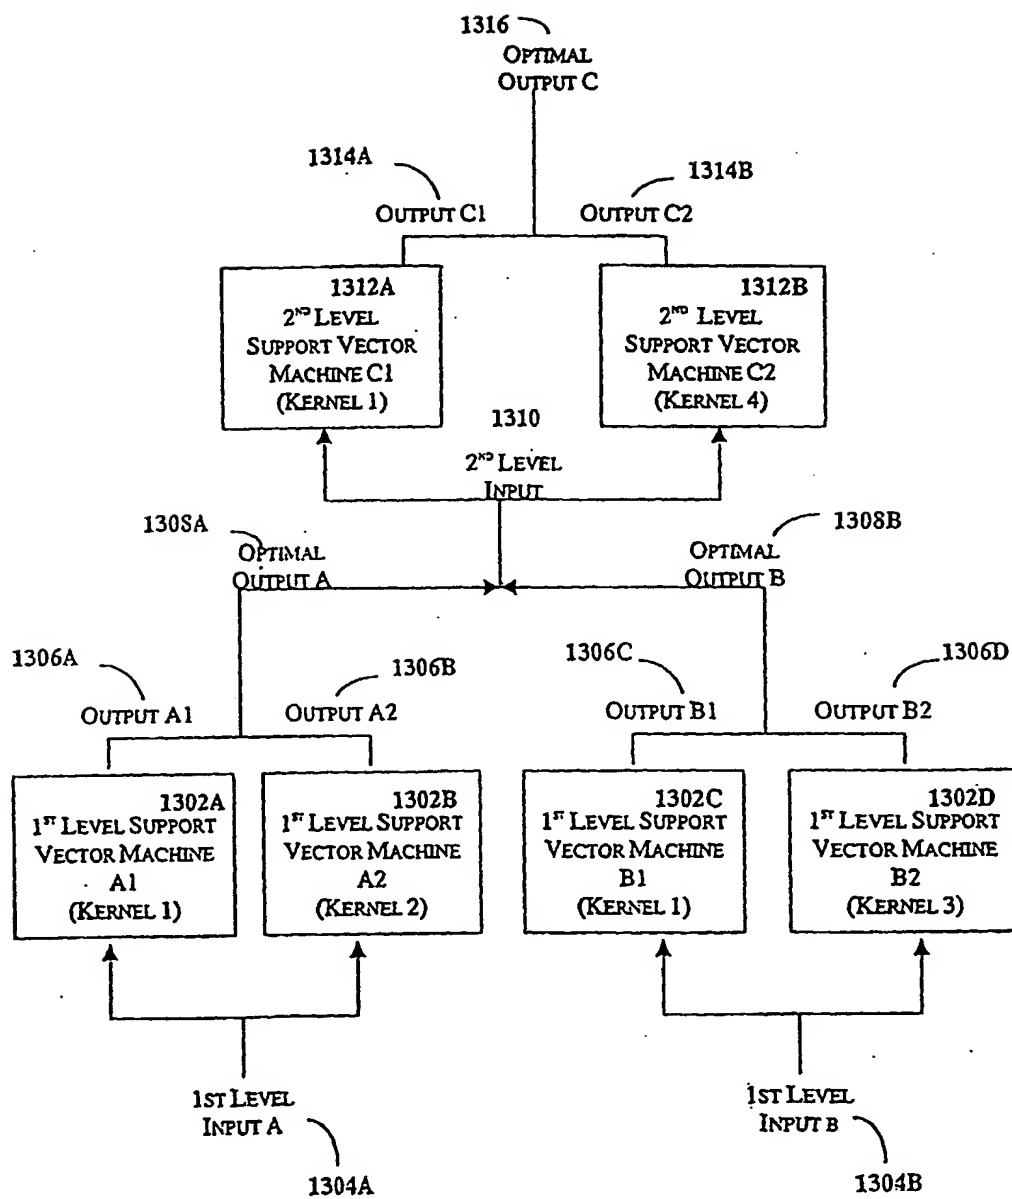 1316
OPTIMAL
OUTPUT C
1314A
1314B
OUTPUT C1
OUTPUT C2
1312A
2ND LEVEL
SUPPORT VECTOR
MACHINE C1
(KERNEL 1)
1312B
2ND LEVEL
SUPPORT VECTOR
MACHINE C2
(KERNEL 4)
1310
2ND LEVEL
INPUT
1308A
OPTIMAL
OUTPUT A
1308B
OPTIMAL
OUTPUT B
1306A
OUTPUT A1
1306B
OUTPUT A2
1306C
OUTPUT B1
1306D
OUTPUT B2
1302A
1ST LEVEL SUPPORT
VECTOR MACHINE
A1
(KERNEL 1)
1302B
1ST LEVEL SUPPORT
VECTOR MACHINE
A2
(KERNEL 2)
1302C
1ST LEVEL SUPPORT
VECTOR MACHINE
B1
(KERNEL 1)
1302D
1ST LEVEL SUPPORT
VECTOR MACHINE
B2
(KERNEL 3)
1ST LEVEL
INPUT A
1304A
1ST LEVEL
INPUT B
1304B